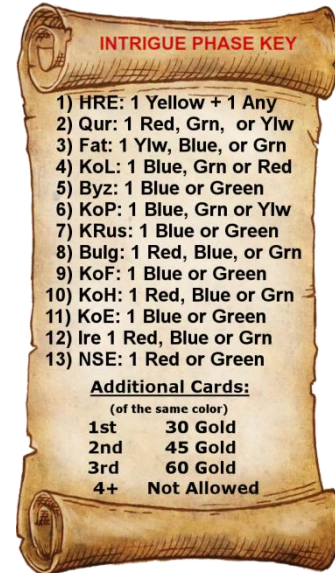 INTRIGUE PHASE KEY
1) HRE: 1 Yellow + 1 Any
2) Qur: 1 Red, Grn, or Ylw
3) Fat: 1 Ylw, Blue, or Grn
4) KoL: 1 Blue, Grn or Red
5) Byz: 1 Blue or Green
6) KoP: 1 Blue, Grn or Ylw
7) KRus: 1 Blue or Green
8) Bulg: 1 Red, Blue, or Grn
9) KoF: 1 Blue or Green
10) KoH: 1 Red, Blue or Grn
11) KoE: 1 Blue or Green
12) Ire 1 Red, Blue or Grn
13) NSE: 1 Red or Green
Additional Cards:
(of the same color)
1st 30 Gold
2nd 45 Gold
3rd 60 Gold
4+ Not Allowed